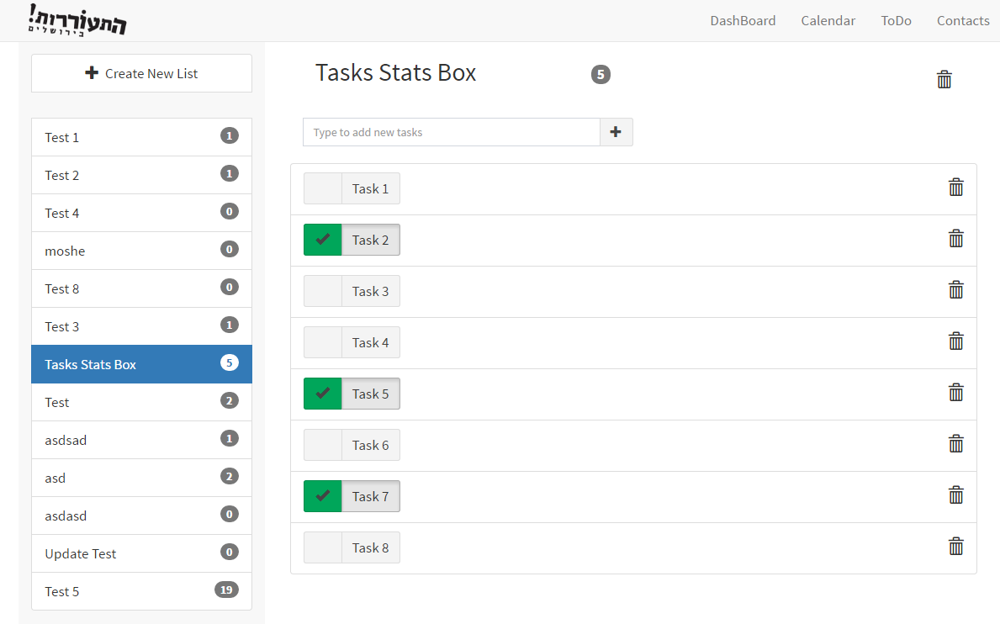 התעוררות!
בירושלים
DashBoard Calendar ToDo Contacts
Create New List
Test 1 1
Test 2 1
Test 4 0
moshe 0
Test 8 0
Test 3 1
Tasks Stats Box 5
Test 2
asdsad 1
asd 2
asdasd 0
Update Test 0
Test 5 19
Tasks Stats Box 5
Type to add new tasks
Task 1
Task 2
Task 3
Task 4
Task 5
Task 6
Task 7
Task 8